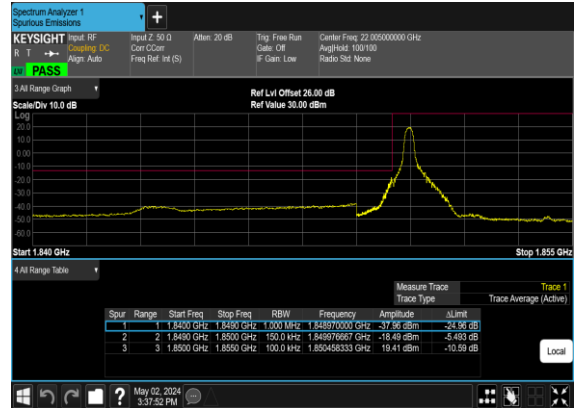 Spectrum Analyzer 1
Spurious Emissions
KEYSIGHT Input: RF Input Z: 50 Ω Atten: 20 dB Trig: Free Run Center Freq: 22.005000000 GHz
R T Coupling: DC Corr CCorr Gate: Off Avg|Hold: 100/100
Align: Auto Freq Ref: Int (S) IF Gain: Low Radio Std: None
LM PASS
3 All Range Graph
Ref Lvl Offset 26.00 dB
Scale/Div 10.0 dB Ref Value 30.00 dBm
Log
20.0
10.0
0.00
-10.0
-20.0
-30.0
-40.0
-50.0
-60.0
Start 1.840 GHz Stop 1.855 GHz
4 All Range Table
Measure Trace Trace 1
Trace Type Trace Average (Active)
Spur Range Start Freq Stop Freq RBW Frequency Amplitude ΔLimit
1 1 1.8400 GHz 1.8490 GHz 1.000 MHz 1.848970000 GHz -37.96 dBm -24.96 dB
2 2 1.8490 GHz 1.8500 GHz 150.0 kHz 1.849976667 GHz -18.49 dBm -5.493 dB
3 3 1.8500 GHz 1.8550 GHz 100.0 kHz 1.850458333 GHz 19.41 dBm -10.59 dB
Local
? May 02, 2024
3:37:52 PM